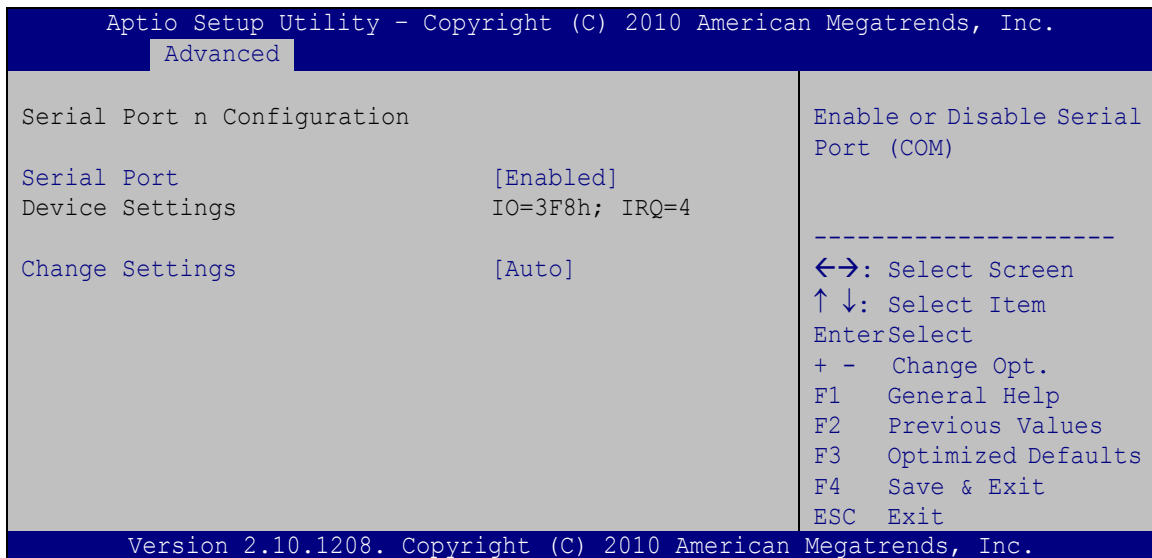 Aptio Setup Utility – Copyright (C) 2010 American Megatrends, Inc.
Advanced
Serial Port n Configuration
Serial Port [Enabled]
Device Settings IO=3F8h; IRQ=4
Change Settings [Auto]
Enable or Disable Serial
Port (COM)
---------------------
←→: Select Screen
↑ ↓: Select Item
EnterSelect
+ - Change Opt.
F1 General Help
F2 Previous Values
F3 Optimized Defaults
F4 Save & Exit
ESC Exit
Version 2.10.1208. Copyright (C) 2010 American Megatrends, Inc.